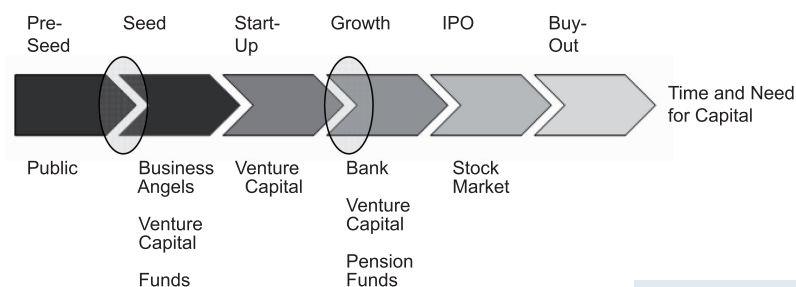 Pre-
Seed
Seed
Start-
Up
Growth
IPO
Buy-
Out
Time and Need
for Capital
Public
Business
Angels
Venture
Capital
Funds
Venture
Capital
Bank
Venture
Capital
Pension
Funds
Stock
Market